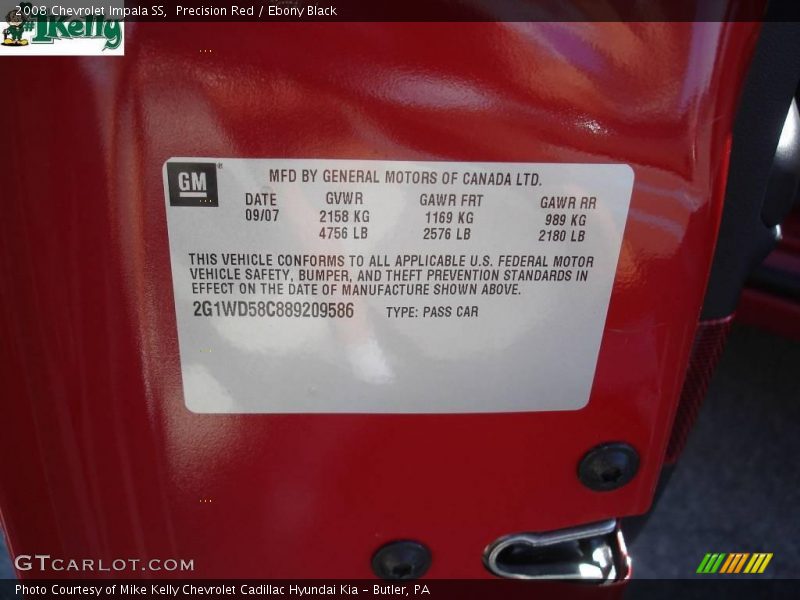 2008 Chevrolet Impala SS, Precision Red / Ebony Black
Kelly
GM
MFD BY GENERAL MOTORS OF CANADA LTD.
DATE GVWR GAWR FRT GAWR RR
09/07 2158 KG 1169 KG 989 KG
4756 LB 2576 LB 2180 LB
THIS VEHICLE CONFORMS TO ALL APPLICABLE U.S. FEDERAL MOTOR
VEHICLE SAFETY, BUMPER, AND THEFT PREVENTION STANDARDS IN
EFFECT ON THE DATE OF MANUFACTURE SHOWN ABOVE.
2G1WD58C889209586 TYPE: PASS CAR
GTCARLOT.COM
Photo Courtesy of Mike Kelly Chevrolet Cadillac Hyundai Kia - Butler, PA